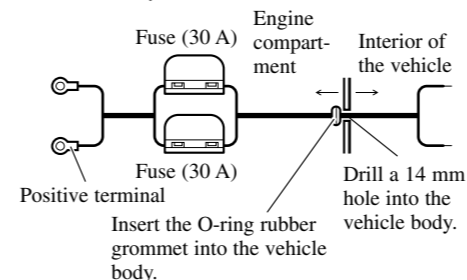 Engine
compart-
ment
Fuse (30 A)
Interior of
the vehicle
Fuse (30 A)
Positive terminal
Drill a 14 mm
hole into the
vehicle body.
Insert the O-ring rubber
grommet into the vehicle
body.